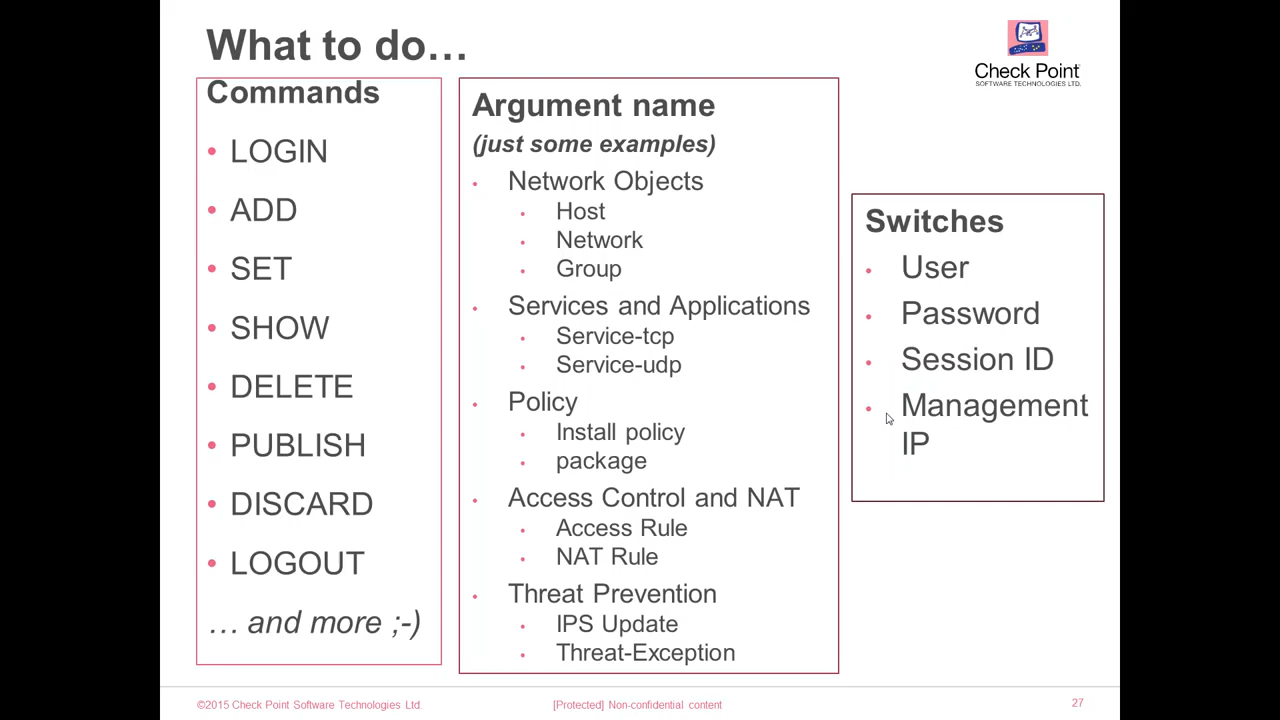 What to do…
Check Point
SOFTWARE TECHNOLOGIES LTD.
Commands
• LOGIN
• ADD
• SET
• SHOW
• DELETE
• PUBLISH
• DISCARD
• LOGOUT
… and more ;-)
Argument name
(just some examples)
• Network Objects
• Host
• Network
• Group
• Services and Applications
• Service-tcp
• Service-udp
• Policy
• Install policy
• package
• Access Control and NAT
• Access Rule
• NAT Rule
• Threat Prevention
• IPS Update
• Threat-Exception
Switches
• User
• Password
• Session ID
• Management
IP
©2015 Check Point Software Technologies Ltd.
[Protected] Non-confidential content
27